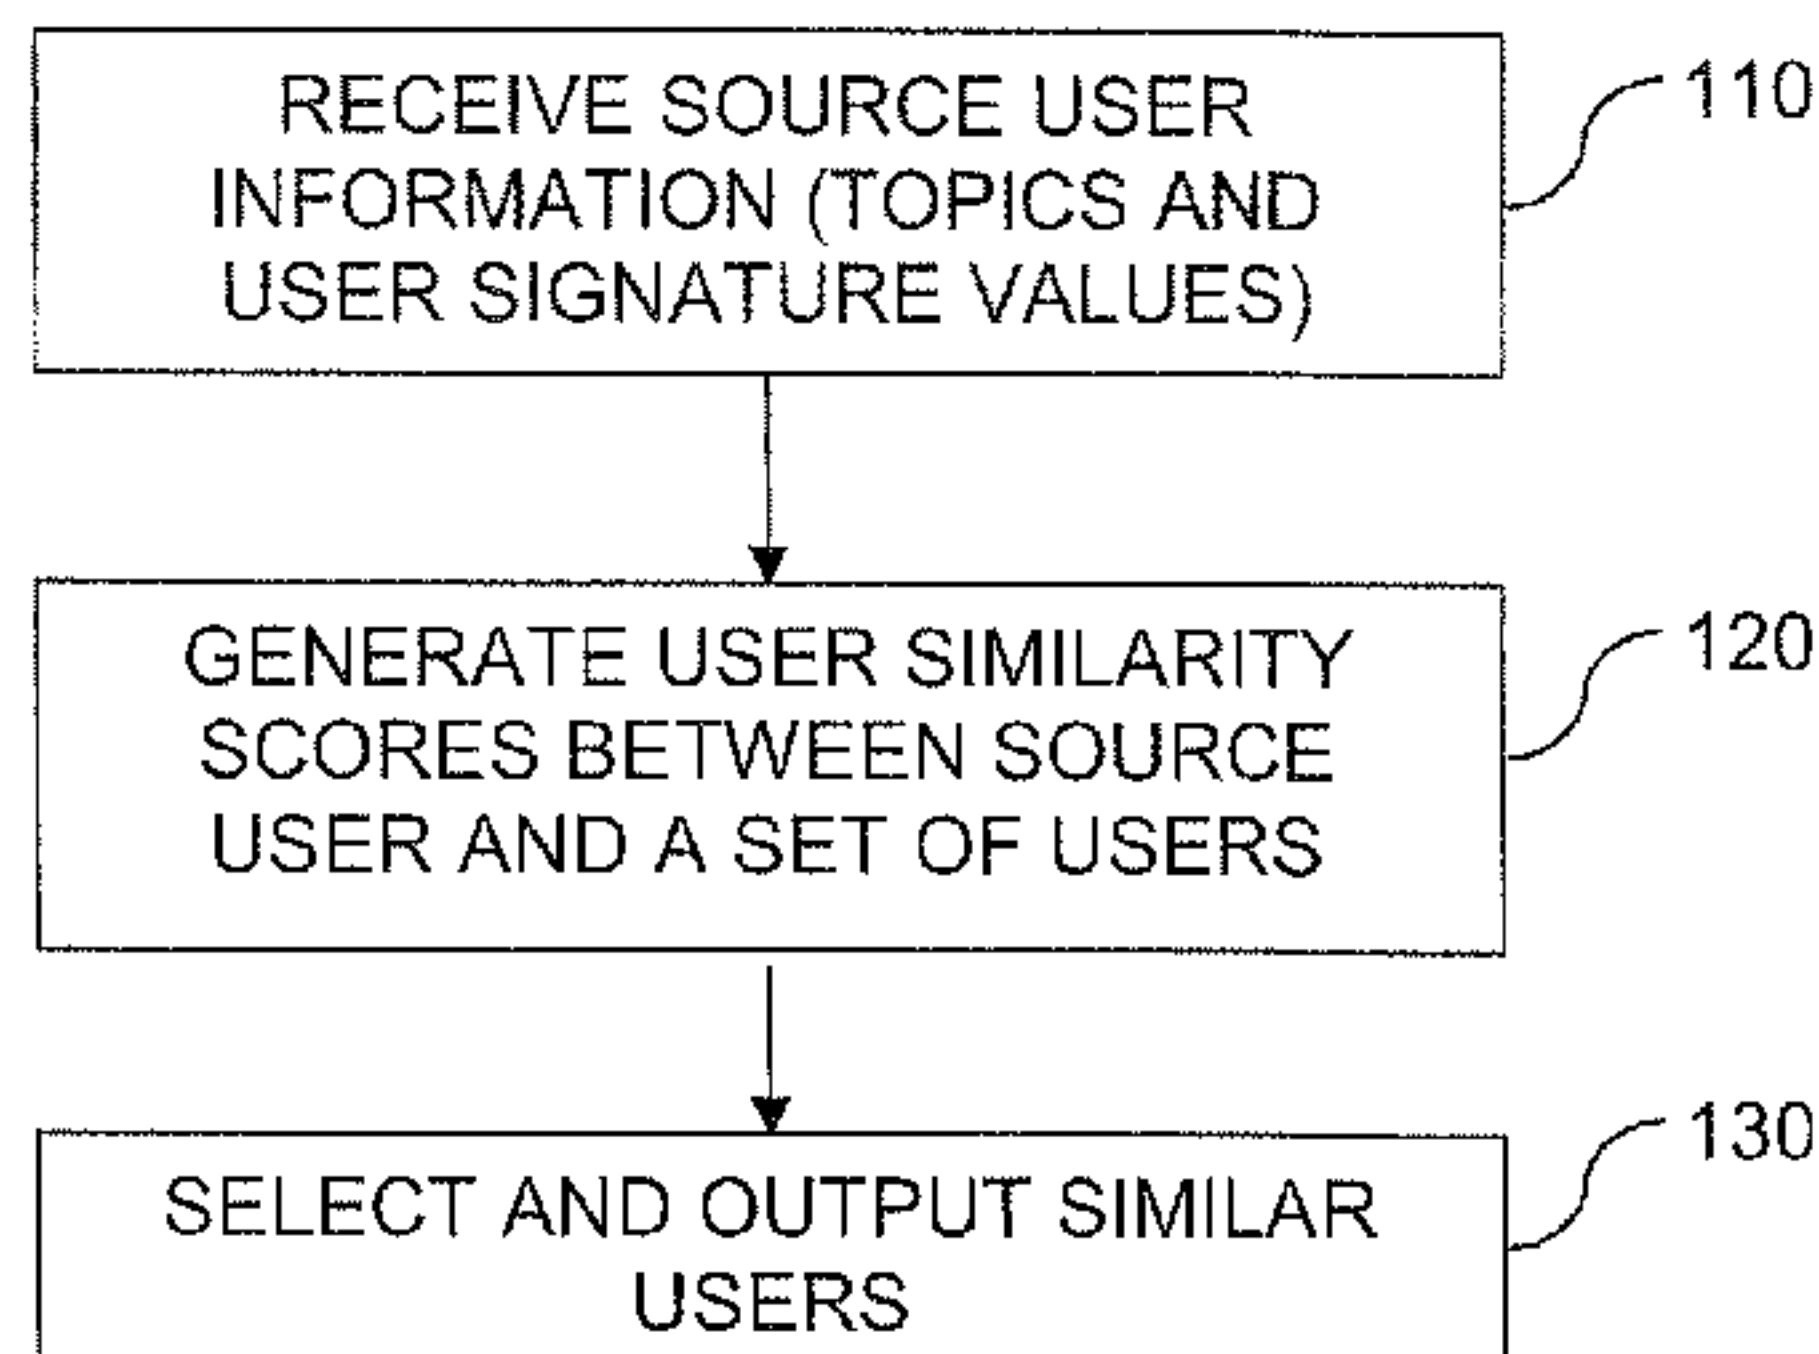 RECEIVE SOURCE USER
INFORMATION (TOPICS AND
USER SIGNATURE VALUES)
110
GENERATE USER SIMILARITY
SCORES BETWEEN SOURCE
USER AND A SET OF USERS
120
SELECT AND OUTPUT SIMILAR
USERS
130